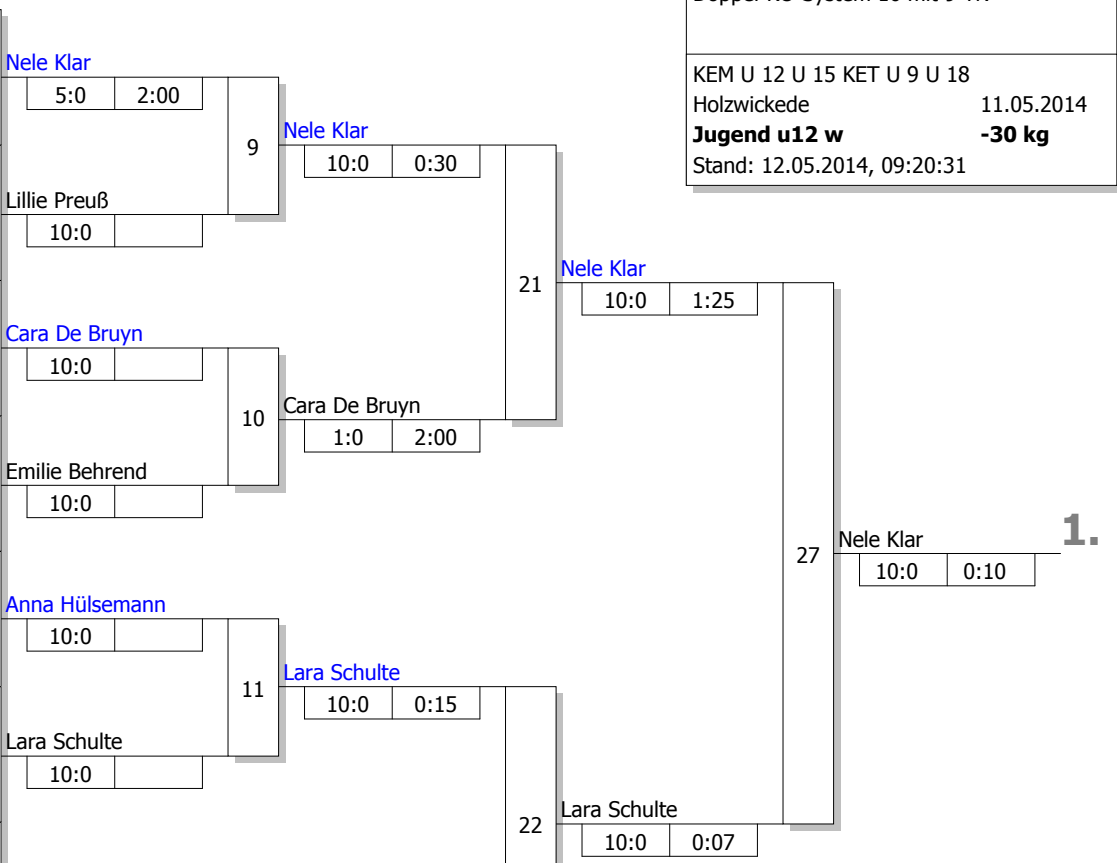 KEM U 12 U 15 KET U 9 U 18
Holzwickede 11.05.2014
Jugend u12 w -30 kg
Stand: 12.05.2014, 09:20:31
Nele Klar
5:0 2:00
9
Nele Klar
10:0 0:30
Lillie Preuß
10:0
21
Nele Klar
10:0 1:25
Cara De Bruyn
10:0
10
Cara De Bruyn
1:0 2:00
Emilie Behrend
10:0
27
Nele Klar
10:0 0:10
1.
Anna Hülsemann
10:0
11
Lara Schulte
10:0 0:15
Lara Schulte
10:0
22
Lara Schulte
10:0 0:07